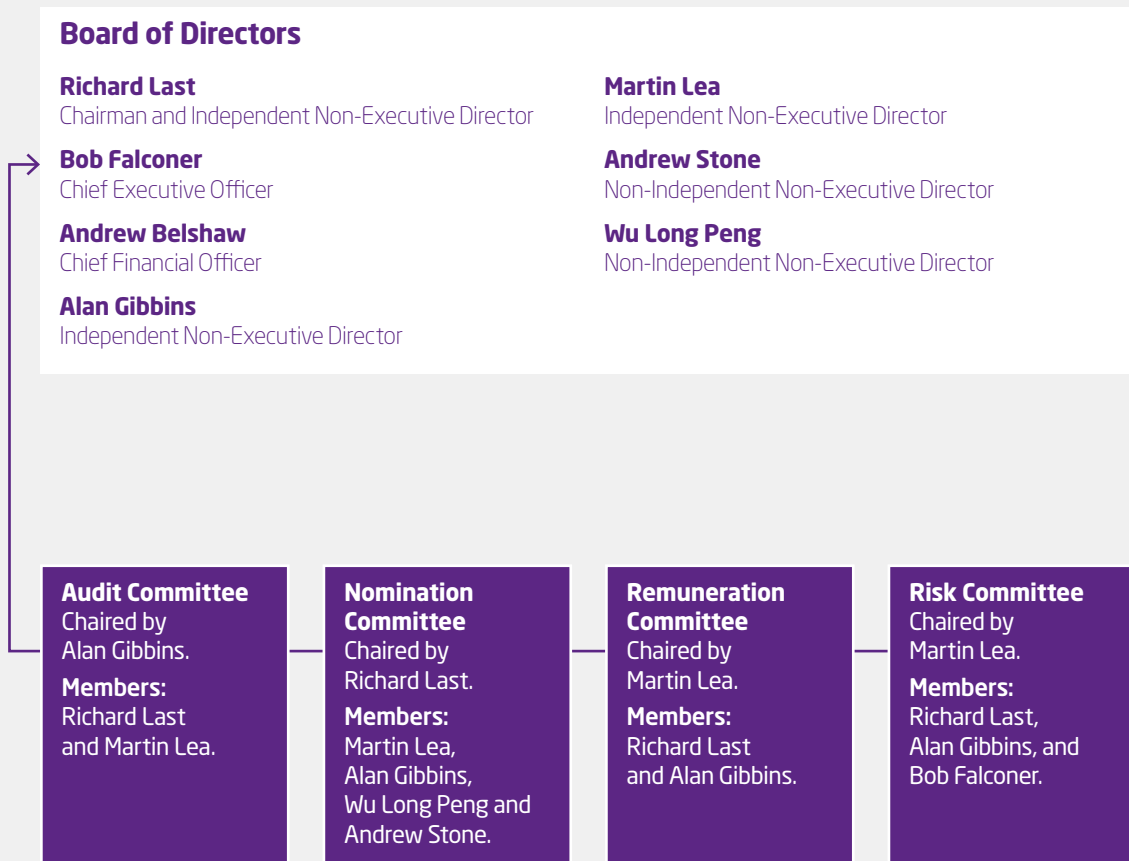 Board of Directors
Richard Last
Chairman and Independent Non-Executive Director
Bob Falconer
Chief Executive Officer
Andrew Belshaw
Chief Financial Officer
Alan Gibbins
Independent Non-Executive Director
Martin Lea
Independent Non-Executive Director
Andrew Stone
Non-Independent Non-Executive Director
Wu Long Peng
Non-Independent Non-Executive Director
Audit Committee
Chaired by
Alan Gibbins.
Members:
Richard Last
and Martin Lea.
Nomination
Committee
Chaired by
Richard Last.
Members:
Martin Lea,
Alan Gibbins,
Wu Long Peng and
Andrew Stone.
Remuneration
Committee
Chaired by
Martin Lea.
Members:
Richard Last
and Alan Gibbins.
Risk Committee
Chaired by
Martin Lea.
Members:
Richard Last,
Alan Gibbins, and
Bob Falconer.